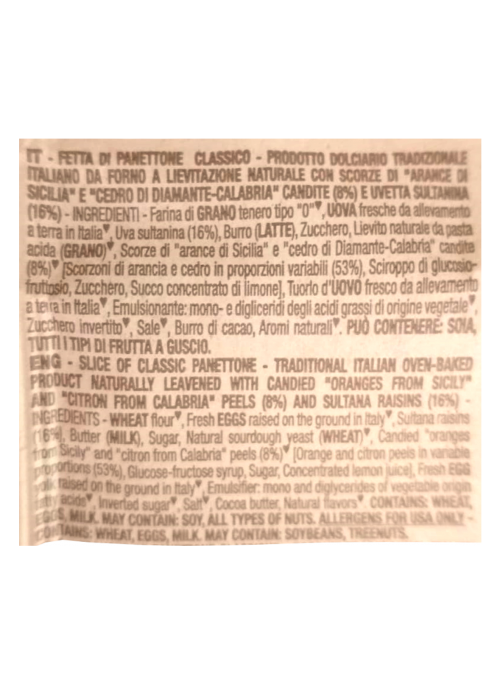 IT - FETTA DI PANETTONE CLASSICO - PRODOTTO DOLCIARIO TRADIZIONALE
ITALIANO DA FORNO A LIEVITAZIONE NATURALE CON SCORZE DI "ARANCE DI
SICILIA" E "CEDRO DI DIAMANTE-CALABRIA" CANDITE (8%) E UVETTA SULTANINA
(16%) - INGREDIENTI - Farina di GRANO tenero tipo "0"♥, UOVA fresche da allevamento
a terra in Italia♥, Uva sultanina (16%), Burro (LATTE), Zucchero, Lievito naturale da pasta
acida (GRANO)♥, Scorze di "arance di Sicilia" e "cedro di Diamante-Calabria" candite
(8%)♥ [Scorzoni di arancia e cedro in proporzioni variabili (53%), Sciroppo di glucosio-
fruttosio, Zucchero, Succo concentrato di limone], Tuorlo d'UOVO fresco da allevamento
a terra in Italia♥, Emulsionante: mono- e digliceridi degli acidi grassi di origine vegetale♥,
Zucchero invertito♥, Sale♥, Burro di cacao, Aromi naturali♥. PUÒ CONTENERE: SOIA,
TUTTI I TIPI DI FRUTTA A GUSCIO.
ENG - SLICE OF CLASSIC PANETTONE - TRADITIONAL ITALIAN OVEN-BAKED
PRODUCT NATURALLY LEAVENED WITH CANDIED "ORANGES FROM SICILY"
AND "CITRON FROM CALABRIA" PEELS (8%) AND SULTANA RAISINS (16%) -
INGREDIENTS - WHEAT flour♥, Fresh EGGS raised on the ground in Italy♥, Sultana raisins
(16%), Butter (MILK), Sugar, Natural sourdough yeast (WHEAT)♥, Candied "oranges
from Sicily" and "citron from Calabria" peels (8%)♥ [Orange and citron peels in variable
proportions (53%), Glucose-fructose syrup, Sugar, Concentrated lemon juice], Fresh EGG
yolk raised on the ground in Italy♥, Emulsifier: mono and diglycerides of vegetable origin
fatty acids♥, Inverted sugar♥, Salt♥, Cocoa butter, Natural flavors♥ CONTAINS: WHEAT,
EGGS, MILK. MAY CONTAIN: SOY, ALL TYPES OF NUTS. ALLERGENS FOR USA ONLY -
CONTAINS: WHEAT, EGGS, MILK. MAY CONTAIN: SOYBEANS, TREENUTS.